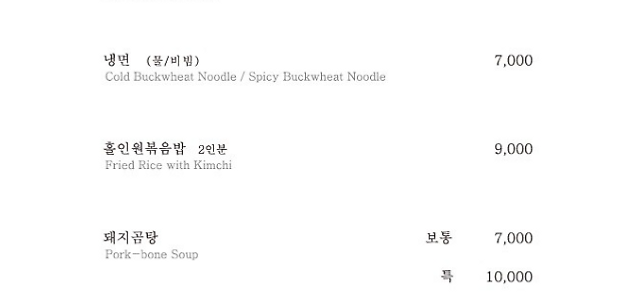 냉면 (물/비빔) 7,000
Cold Buckwheat Noodle / Spicy Buckwheat Noodle
홀인원볶음밥 2인분 9,000
Fried Rice with Kimchi
돼지곰탕 보통 7,000
Pork-bone Soup
특 10,000